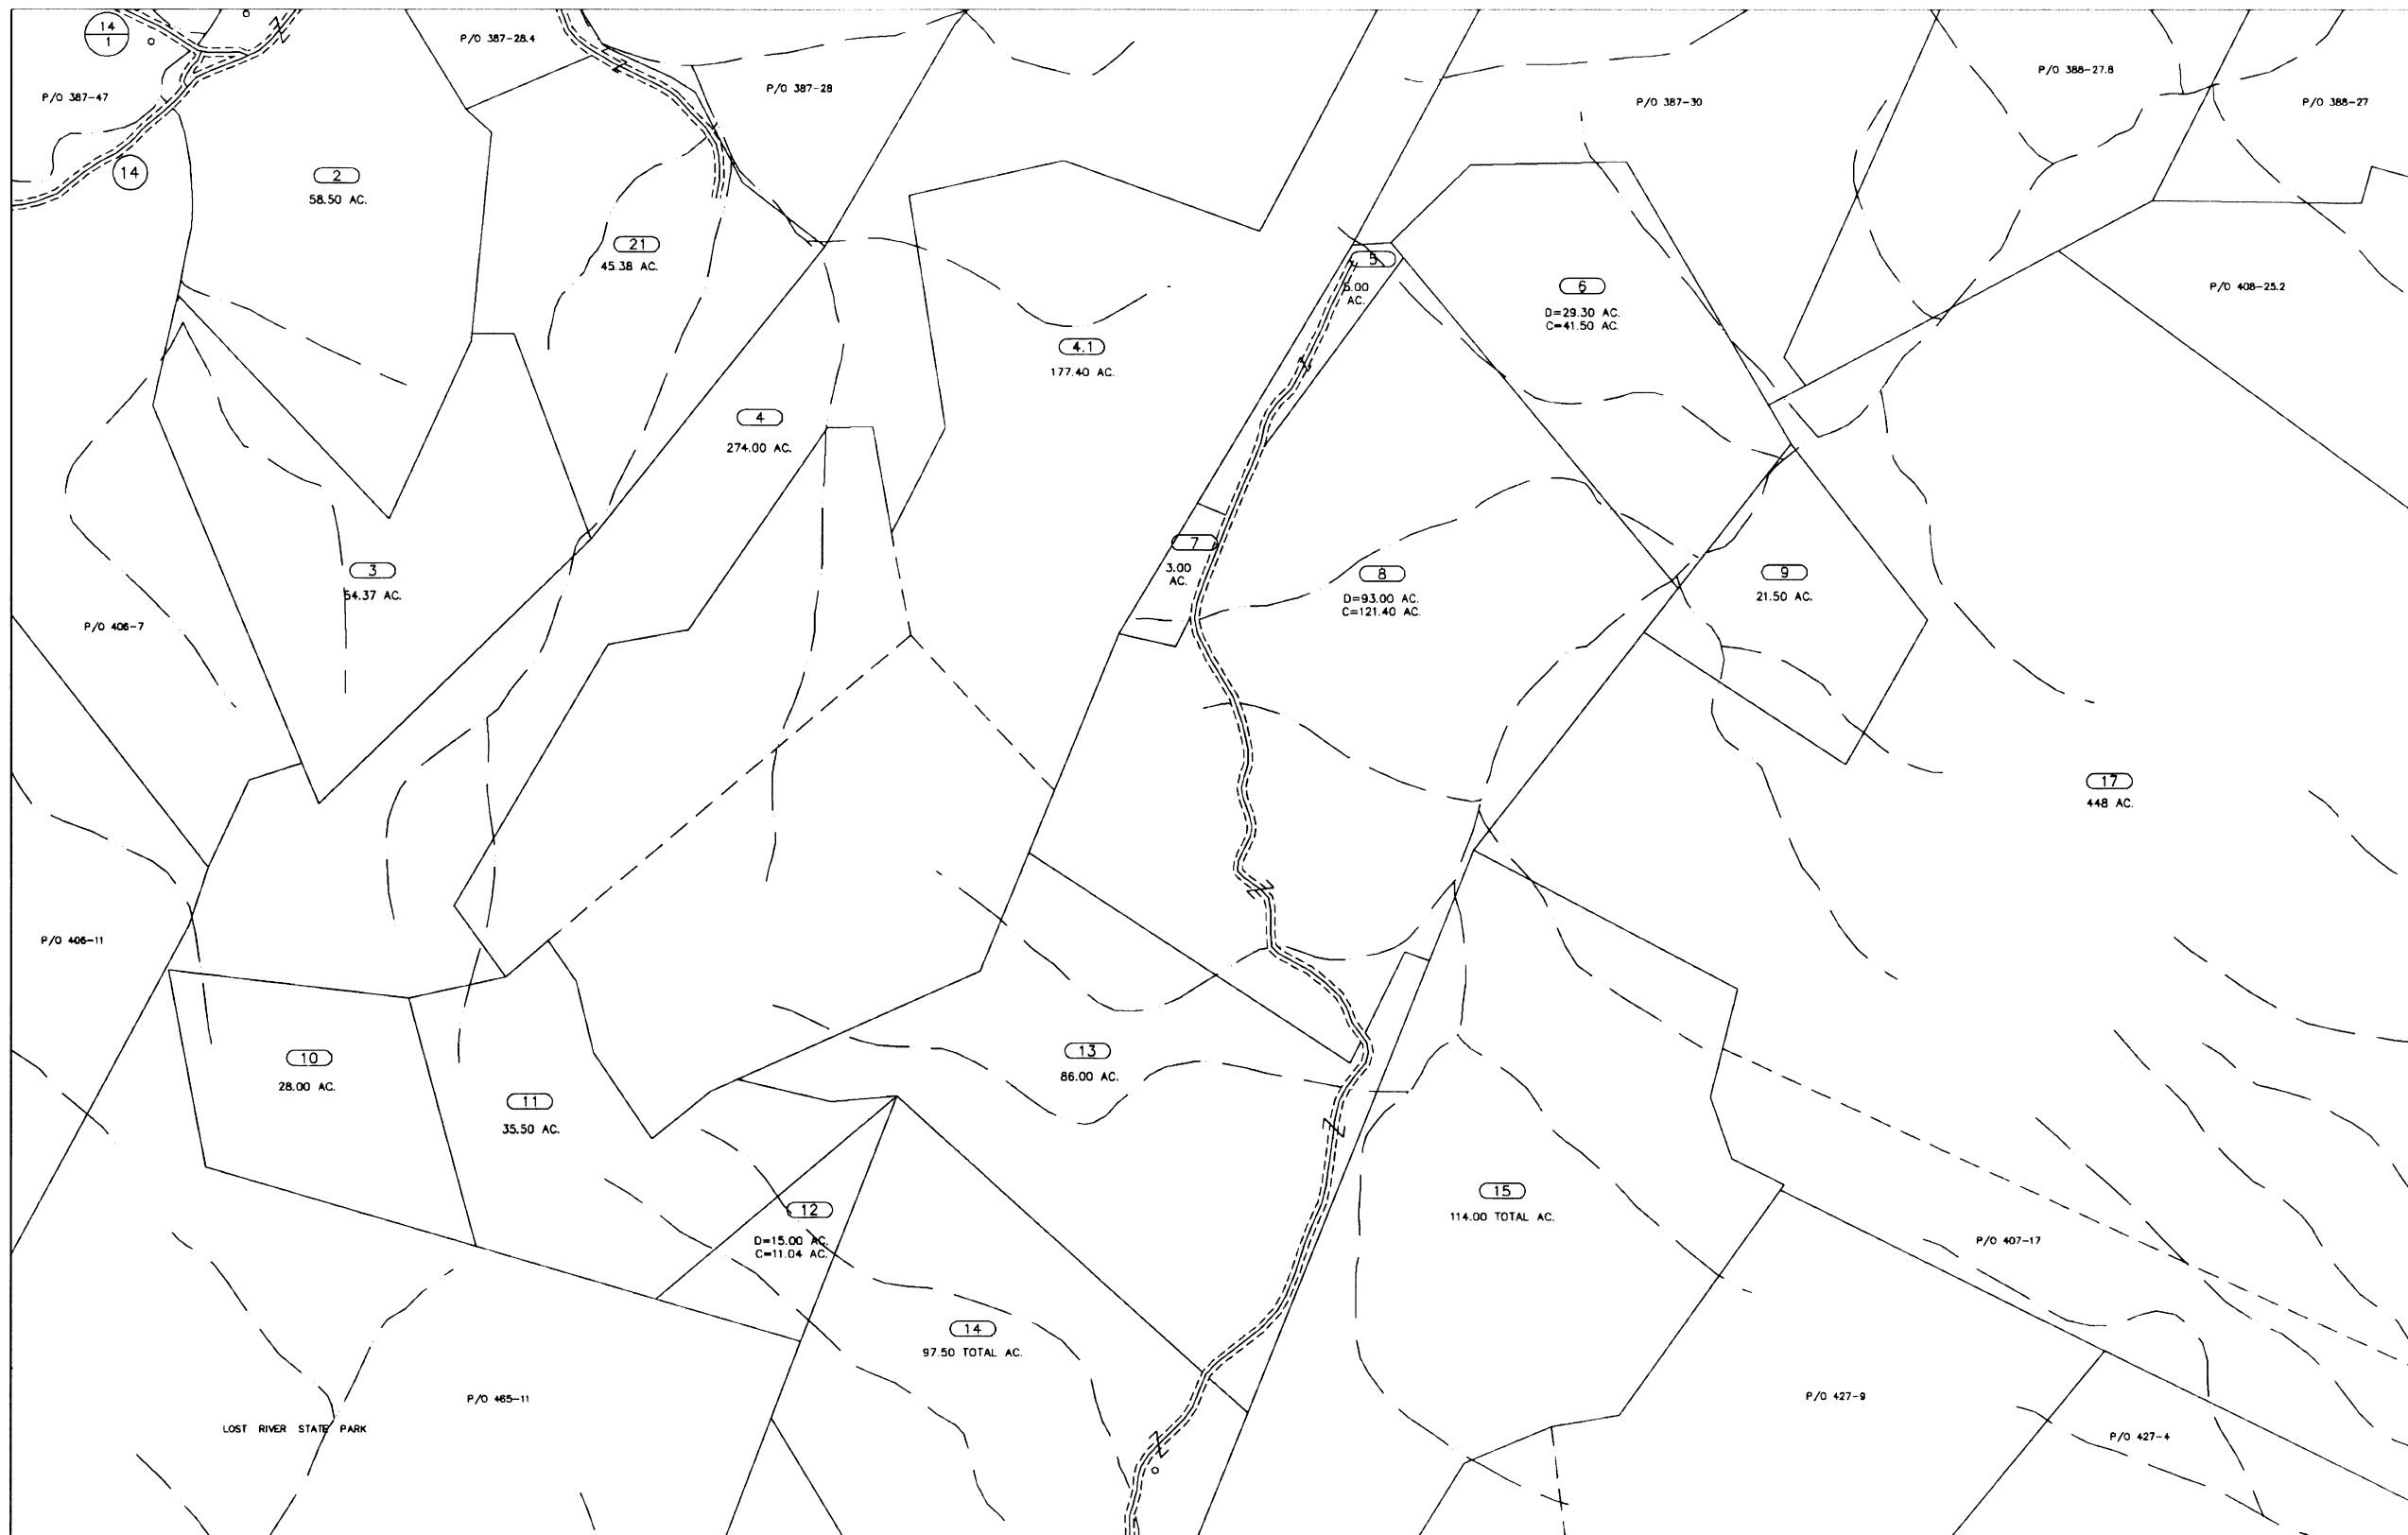 14
1
P/O 387-28.4
P/O 388-27.8
P/O 387-47
P/O 387-28
P/O 387-30
P/O 388-27
14
2
58.50 AC.
21
45.38 AC.
5
5.00
AC.
6
D=29.30 AC.
C=41.50 AC.
P/O 408-25.2
4.1
177.40 AC.
4
274.00 AC.
3
54.37 AC.
7
3.00
AC.
8
D=93.00 AC.
C=121.40 AC.
9
21.50 AC.
P/O 406-7
17
448 AC.
P/O 406-11
10
28.00 AC.
13
86.00 AC.
11
35.50 AC.
12
D=15.00 AC.
C=11.04 AC.
15
114.00 TOTAL AC.
P/O 407-17
14
97.50 TOTAL AC.
P/O 465-11
P/O 427-9
LOST RIVER STATE PARK
P/O 427-4